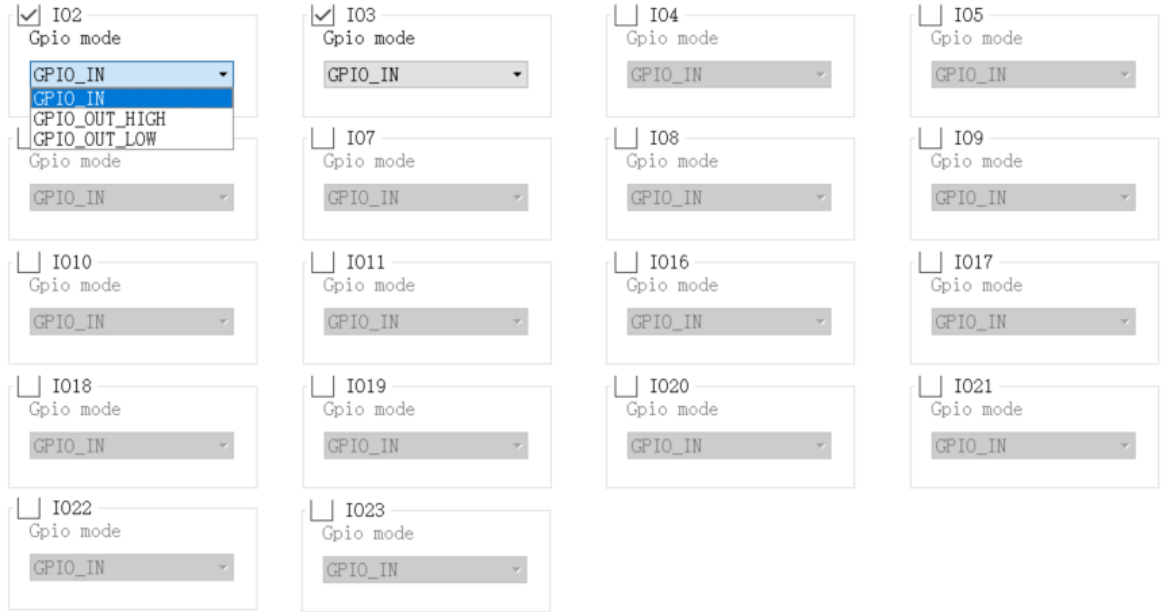 IO2
Gpio mode
GPIO_IN
GPIO_IN
GPIO_OUT_HIGH
GPIO_OUT_LOW
IO3
Gpio mode
GPIO_IN
IO4
Gpio mode
GPIO_IN
IO5
Gpio mode
GPIO_IN
Gpio mode
GPIO_IN
IO7
Gpio mode
GPIO_IN
IO8
Gpio mode
GPIO_IN
IO9
Gpio mode
GPIO_IN
IO10
Gpio mode
GPIO_IN
IO11
Gpio mode
GPIO_IN
IO16
Gpio mode
GPIO_IN
IO17
Gpio mode
GPIO_IN
IO18
Gpio mode
GPIO_IN
IO19
Gpio mode
GPIO_IN
IO20
Gpio mode
GPIO_IN
IO21
Gpio mode
GPIO_IN
IO22
Gpio mode
GPIO_IN
IO23
Gpio mode
GPIO_IN